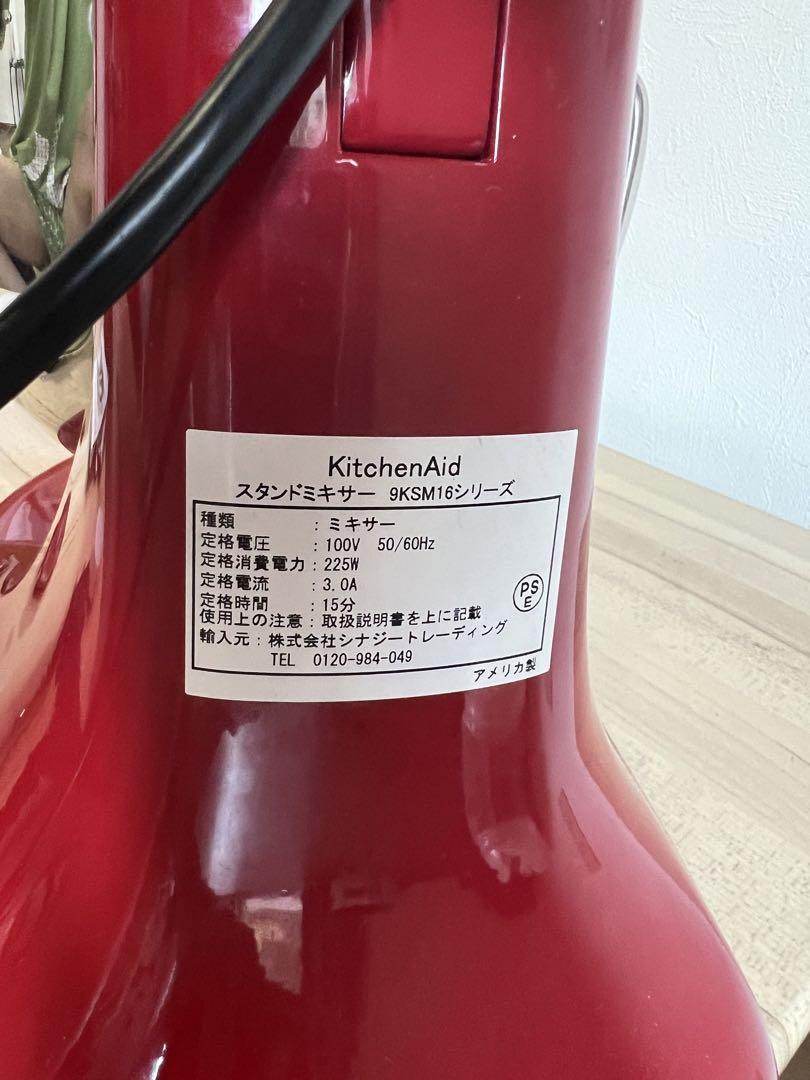 KitchenAid
スタンドミキサー 9KSM16シリーズ
種類 : ミキサー
定格電圧 : 100V 50/60Hz
定格消費電力 : 225W
定格電流 : 3.0A
定格時間 : 15分
使用上の注意 : 取扱説明書を上に記載
輸入元 : 株式会社シナジートレーディング
TEL 0120-984-049
PS
E
アメリカ製